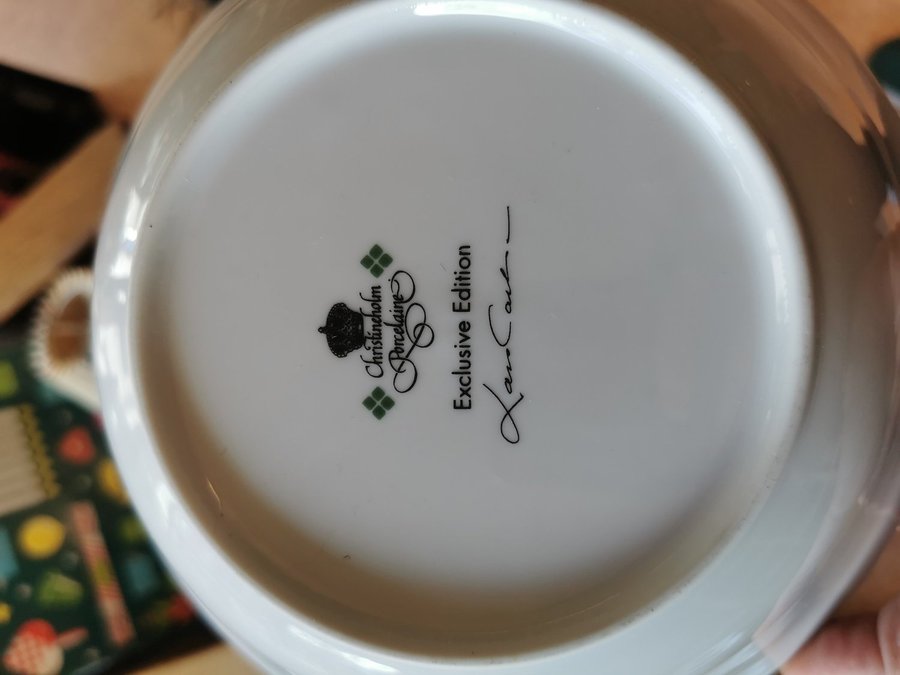 Christineholm
Porcelaine
Exclusive Edition